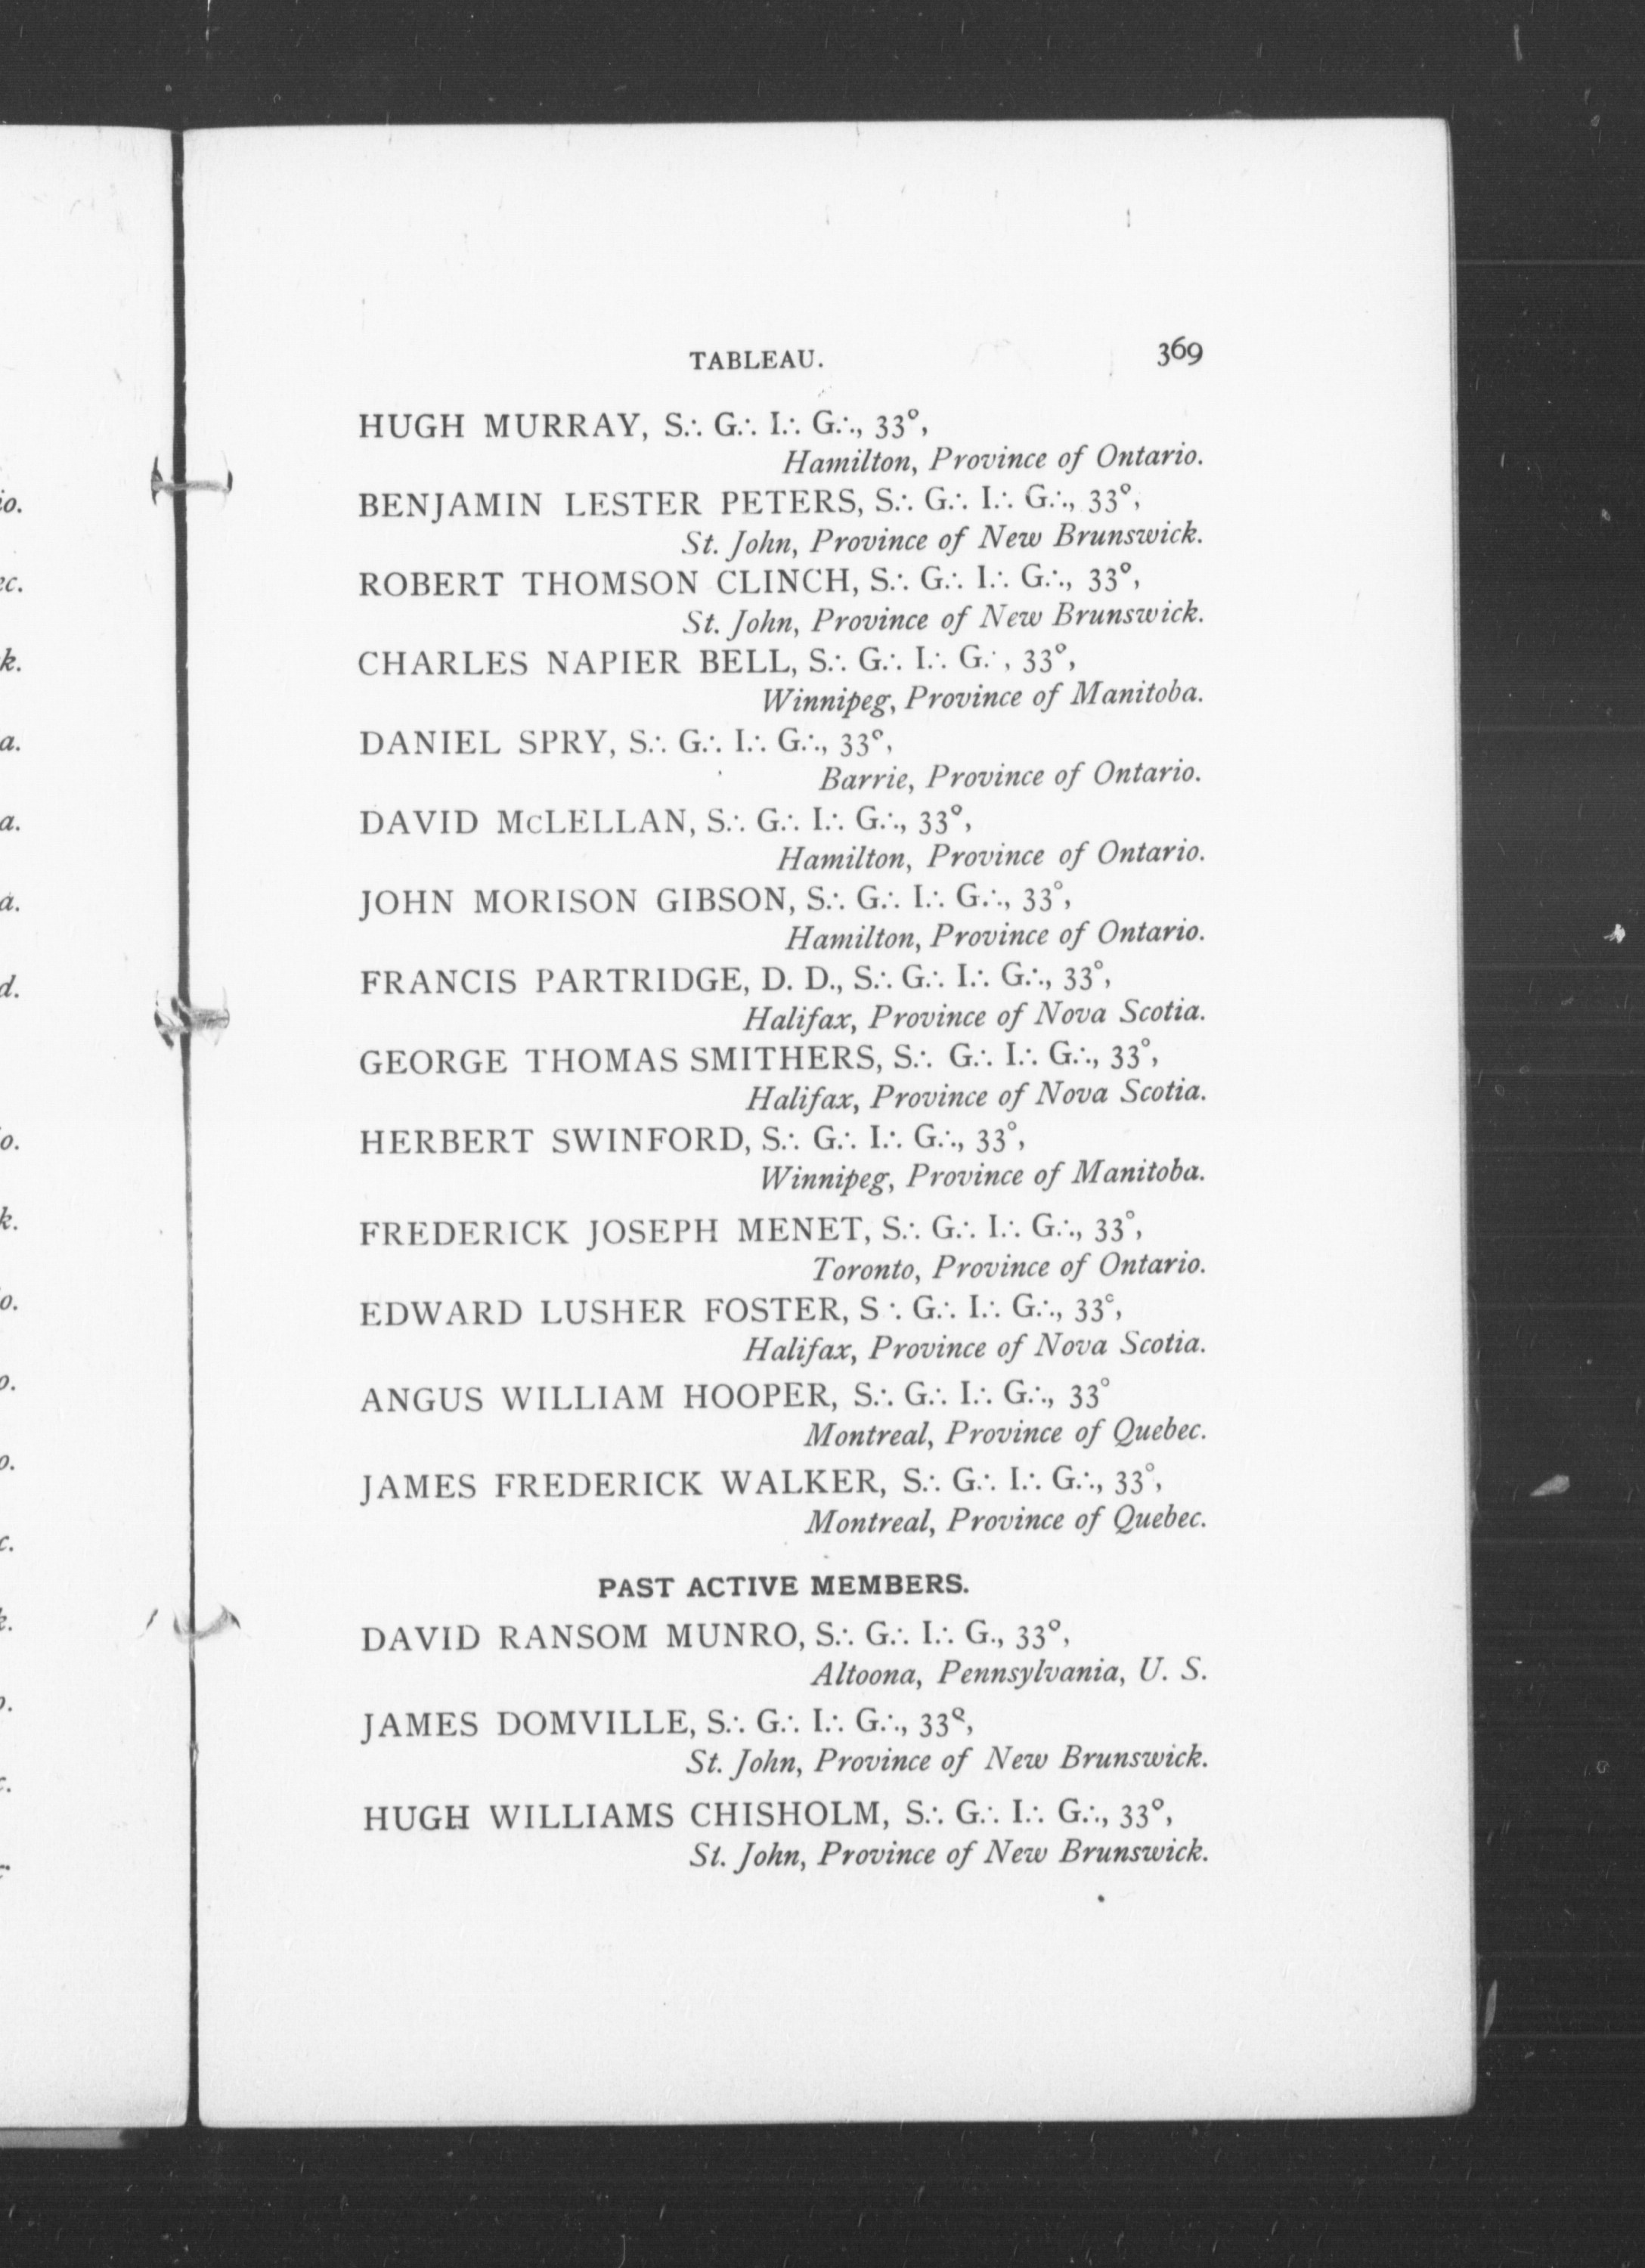 TABLEAU. 369
HUGH MURRAY, S.·. G.·. I.·. G.·., 33°,
Hamilton, Province of Ontario.
BENJAMIN LESTER PETERS, S.·. G.·. I.·. G.·., 33°,
St. John, Province of New Brunswick.
ROBERT THOMSON CLINCH, S.·. G.·. I.·. G.·., 33°,
St. John, Province of New Brunswick.
CHARLES NAPIER BELL, S.·. G.·. I.·. G.·, 33°,
Winnipeg, Province of Manitoba.
DANIEL SPRY, S.·. G.·. I.·. G.·., 33°,
Barrie, Province of Ontario.
DAVID McLELLAN, S.·. G.·. I.·. G.·., 33°,
Hamilton, Province of Ontario.
JOHN MORISON GIBSON, S.·. G.·. I.·. G.·., 33°,
Hamilton, Province of Ontario.
FRANCIS PARTRIDGE, D. D., S.·. G.·. I.·. G.·., 33°,
Halifax, Province of Nova Scotia.
GEORGE THOMAS SMITHERS, S.·. G.·. I.·. G.·., 33°,
Halifax, Province of Nova Scotia.
HERBERT SWINFORD, S.·. G.·. I.·. G.·., 33°,
Winnipeg, Province of Manitoba.
FREDERICK JOSEPH MENET, S.·. G.·. I.·. G.·., 33°,
Toronto, Province of Ontario.
EDWARD LUSHER FOSTER, S ·. G.·. I.·. G.·., 33°,
Halifax, Province of Nova Scotia.
ANGUS WILLIAM HOOPER, S.·. G.·. I.·. G.·., 33°
Montreal, Province of Quebec.
JAMES FREDERICK WALKER, S.·. G.·. I.·. G.·., 33°,
Montreal, Province of Quebec.
PAST ACTIVE MEMBERS.
DAVID RANSOM MUNRO, S.·. G.·. I.·. G., 33°,
Altoona, Pennsylvania, U. S.
JAMES DOMVILLE, S.·. G.·. I.·. G.·., 33°,
St. John, Province of New Brunswick.
HUGH WILLIAMS CHISHOLM, S.·. G.·. I.·. G.·., 33°,
St. John, Province of New Brunswick.